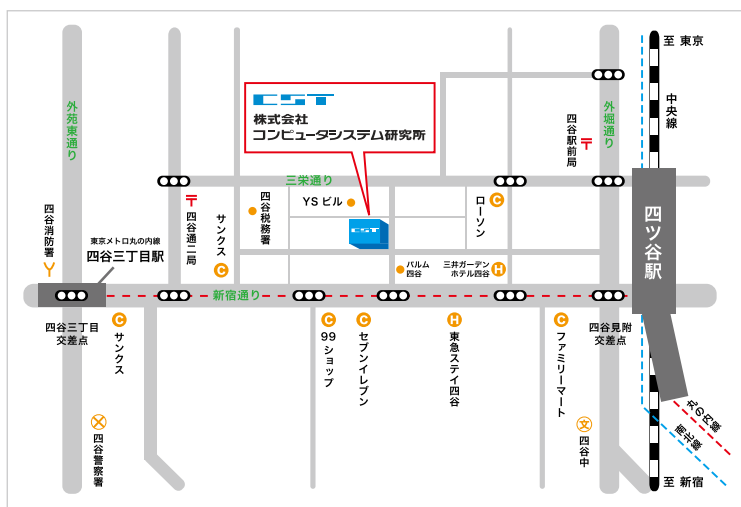 至 東京
中央線
外苑東通り
外堀通り
CST
株式会社
コンピュータシステム研究所
四谷駅前局
三栄通り
YSビル
ローソン
C
四谷税務署
四谷通二局
サンクス
C
四谷消防署
東京メトロ丸の内線
四谷三丁目駅
CST
パルム
四谷
三井ガーデン
ホテル四谷
H
四ツ谷駅
新宿通り
四谷三丁目
交差点
C
サンクス
C
99ショップ
C
セブンイレブン
H
東急ステイ四谷
C
ファミリーマート
四谷見附
交差点
四谷警察署
文
四谷中
丸の内線
南北線
至 新宿